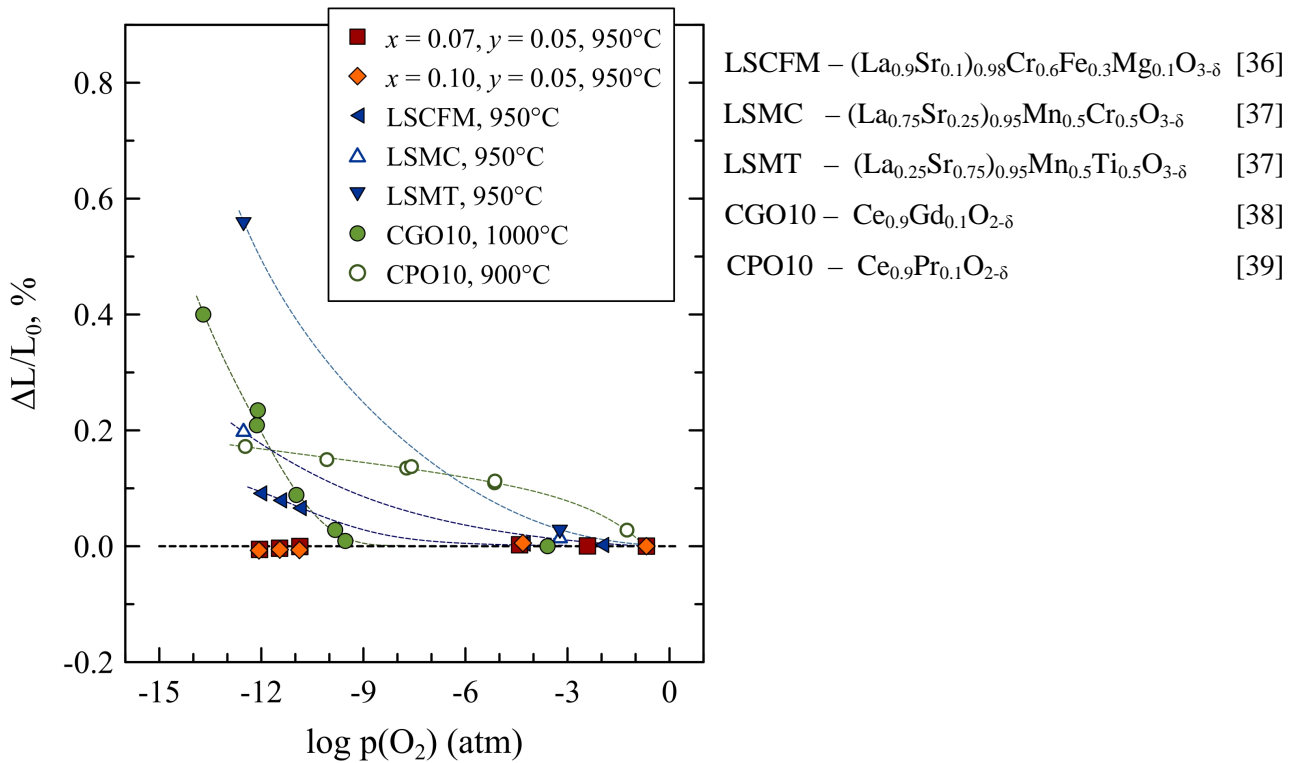 x = 0.07, y = 0.05, 950°C
x = 0.10, y = 0.05, 950°C
LSCFM, 950°C
LSMC, 950°C
LSMT, 950°C
CGO10, 1000°C
CPO10, 900°C
LSCFM – (La0.9Sr0.1)0.98Cr0.6Fe0.3Mg0.1O3-δ [36]
LSMC – (La0.75Sr0.25)0.95Mn0.5Cr0.5O3-δ [37]
LSMT – (La0.25Sr0.75)0.95Mn0.5Ti0.5O3-δ [37]
CGO10 – Ce0.9Gd0.1O2-δ [38]
CPO10 – Ce0.9Pr0.1O2-δ [39]
ΔL/L0, %
0.8
0.6
0.4
0.2
0.0
-0.2
-15 -12 -9 -6 -3 0
log p(O2) (atm)